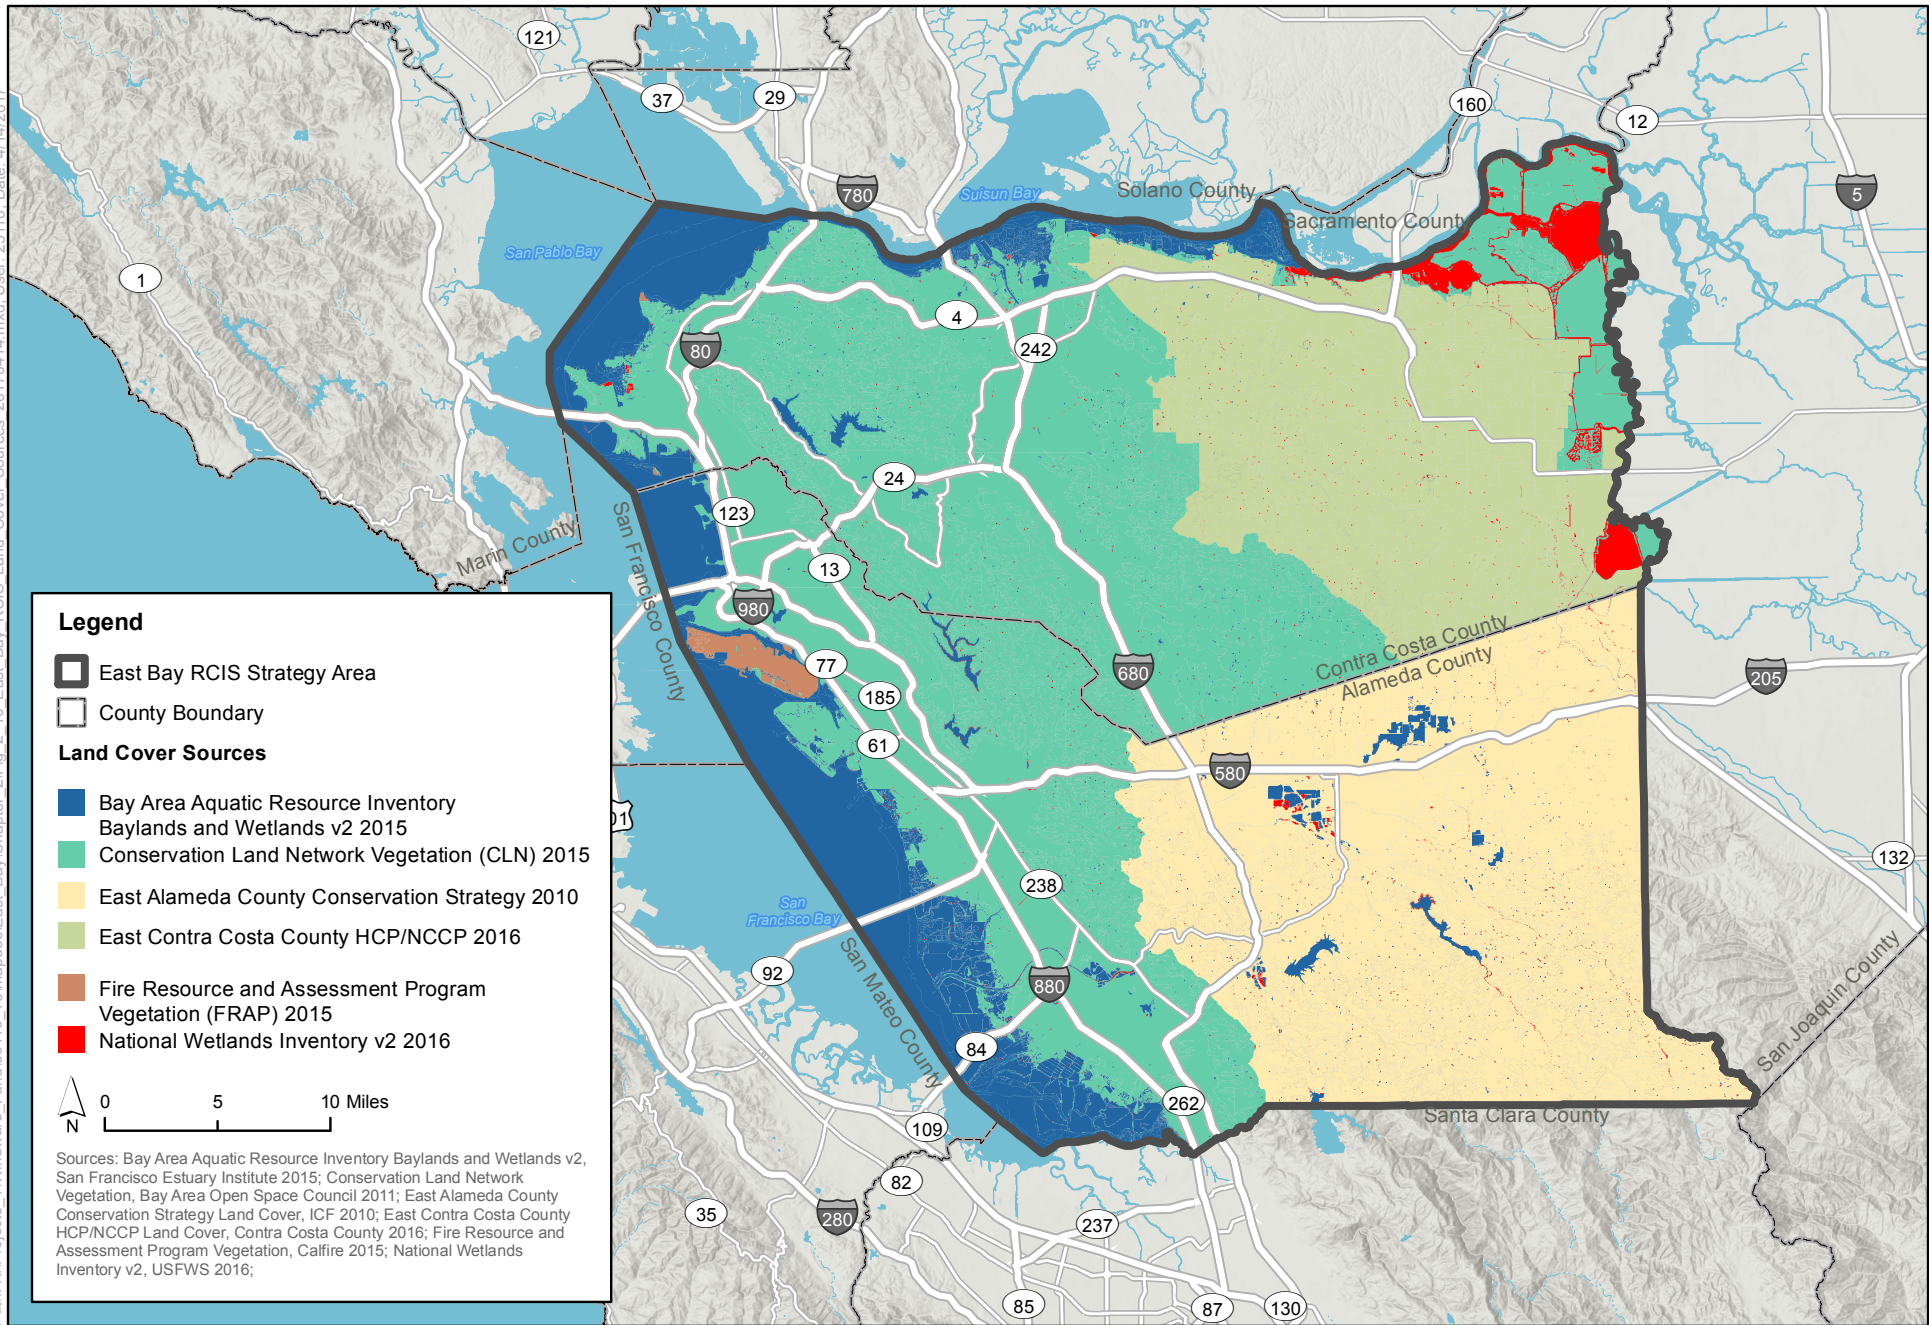 121
37
29
160
12
780
5
Suisun Bay
Solano County
Sacramento County
San Pablo Bay
1
4
80
242
24
123
San Francisco County
Marin County
13
980
Contra Costa County
Alameda County
77
680
205
185
61
580
01
132
238
San
Francisco Bay
San Mateo County
92
880
San Joaquin County
84
262
Santa Clara County
109
82
35
280
237
85
87
130
Legend
East Bay RCIS Strategy Area
County Boundary
Land Cover Sources
Bay Area Aquatic Resource Inventory
Baylands and Wetlands v2 2015
Conservation Land Network Vegetation (CLN) 2015
East Alameda County Conservation Strategy 2010
East Contra Costa County HCP/NCCP 2016
Fire Resource and Assessment Program
Vegetation (FRAP) 2015
National Wetlands Inventory v2 2016
N
0 5 10 Miles
Sources: Bay Area Aquatic Resource Inventory Baylands and Wetlands v2,
San Francisco Estuary Institute 2015; Conservation Land Network
Vegetation, Bay Area Open Space Council 2011; East Alameda County
Conservation Strategy Land Cover, ICF 2010; East Contra Costa County
HCP/NCCP Land Cover, Contra Costa County 2016; Fire Resource and
Assessment Program Vegetation, Calfire 2015; National Wetlands
Inventory v2, USFWS 2016;